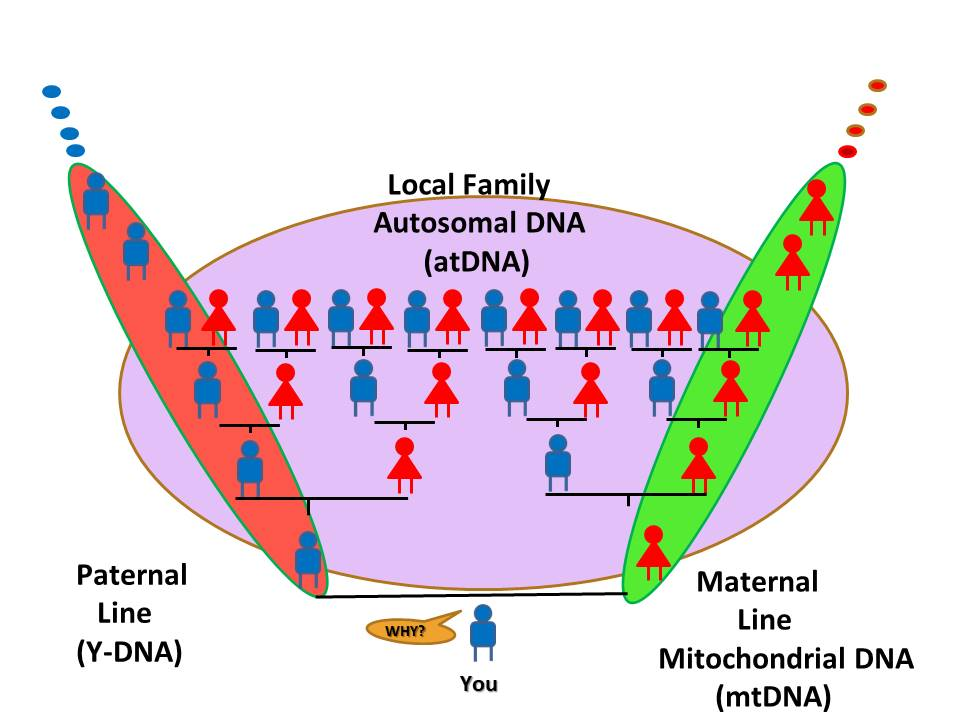 Local Family
Autosomal DNA
(atDNA)
Paternal
Line
(Y-DNA)
Maternal
Line
Mitochondrial DNA
(mtDNA)
WHY?
You